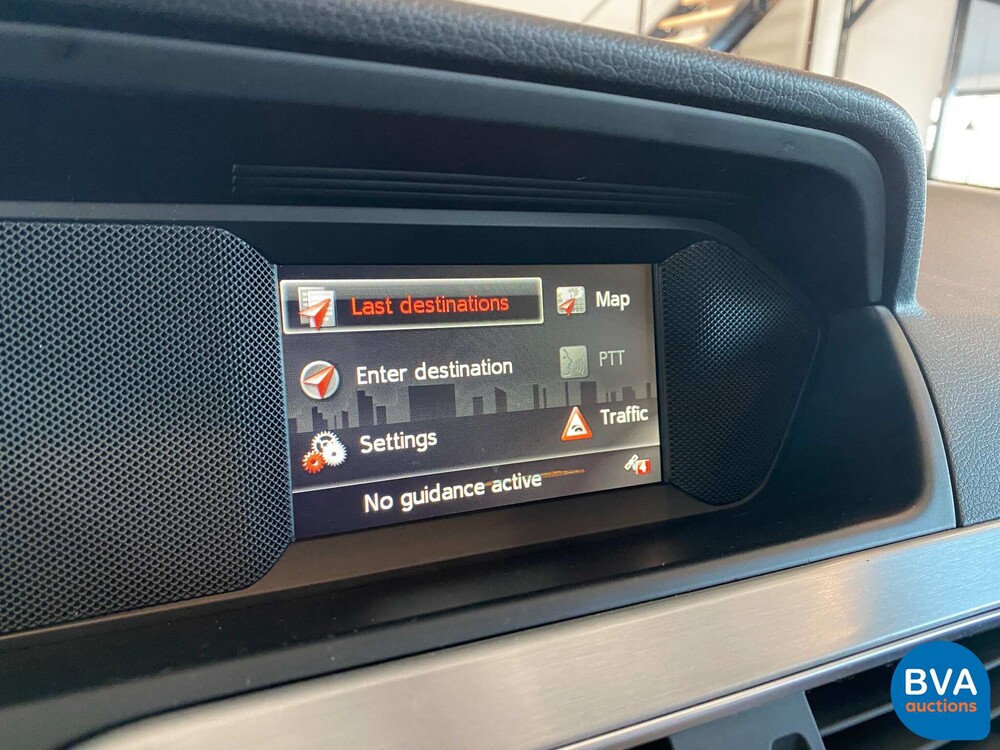 Last destinations
Map
Enter destination
PTT
Settings
Traffic
No guidance active
BVA
auctions